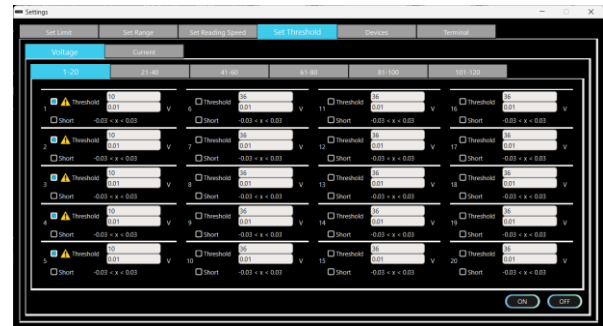 Settings
Set Limit Set Range Set Reading Speed Set Threshold Devices Terminal
Voltage Current
1-20 21-40 41-60 61-80 81-100 101-120
10 36 36 36
1 Threshold 0.01 V 6 Threshold 0.01 V 11 Threshold 0.01 V 16 Threshold 0.01 V
Short -0.03 < x < 0.03 Short -0.03 < x < 0.03 Short -0.03 < x < 0.03 Short -0.03 < x < 0.03
10 36 36 36
2 Threshold 0.01 V 7 Threshold 0.01 V 12 Threshold 0.01 V 17 Threshold 0.01 V
Short -0.03 < x < 0.03 Short -0.03 < x < 0.03 Short -0.03 < x < 0.03 Short -0.03 < x < 0.03
10 36 36 36
3 Threshold 0.01 V 8 Threshold 0.01 V 13 Threshold 0.01 V 18 Threshold 0.01 V
Short -0.03 < x < 0.03 Short -0.03 < x < 0.03 Short -0.03 < x < 0.03 Short -0.03 < x < 0.03
10 36 36 36
4 Threshold 0.01 V 9 Threshold 0.01 V 14 Threshold 0.01 V 19 Threshold 0.01 V
Short -0.03 < x < 0.03 Short -0.03 < x < 0.03 Short -0.03 < x < 0.03 Short -0.03 < x < 0.03
10 36 36 36
5 Threshold 0.01 V 10 Threshold 0.01 V 15 Threshold 0.01 V 20 Threshold 0.01 V
Short -0.03 < x < 0.03 Short -0.03 < x < 0.03 Short -0.03 < x < 0.03 Short -0.03 < x < 0.03
ON OFF